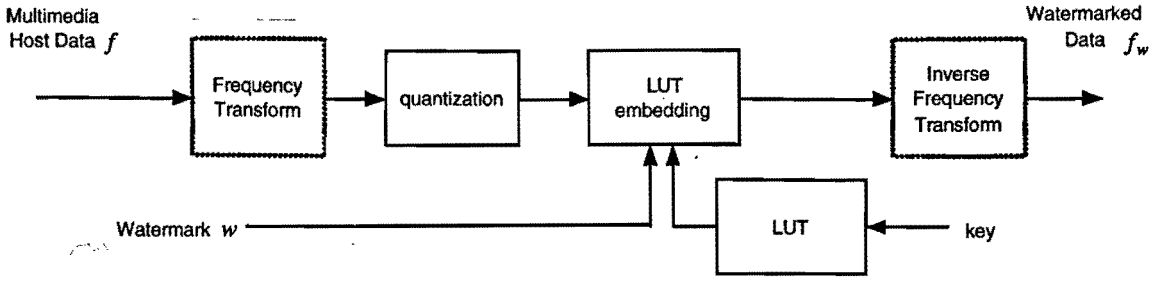 Multimedia
Host Data f
Watermarked
Data f_w
Frequency
Transform
quantization
LUT
embedding
Inverse
Frequency
Transform
Watermark w
LUT
key